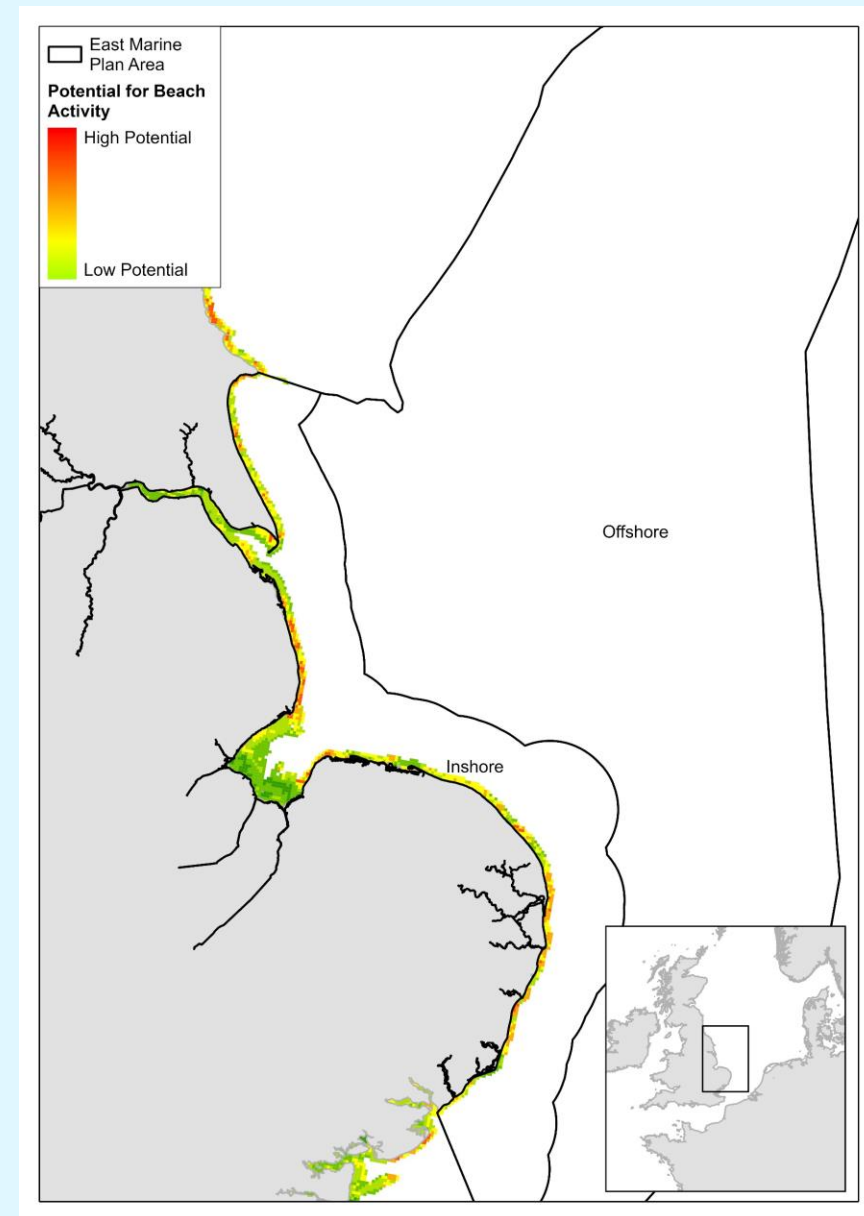 East Marine
Plan Area
Potential for Beach
Activity
High Potential
Low Potential
Offshore
Inshore